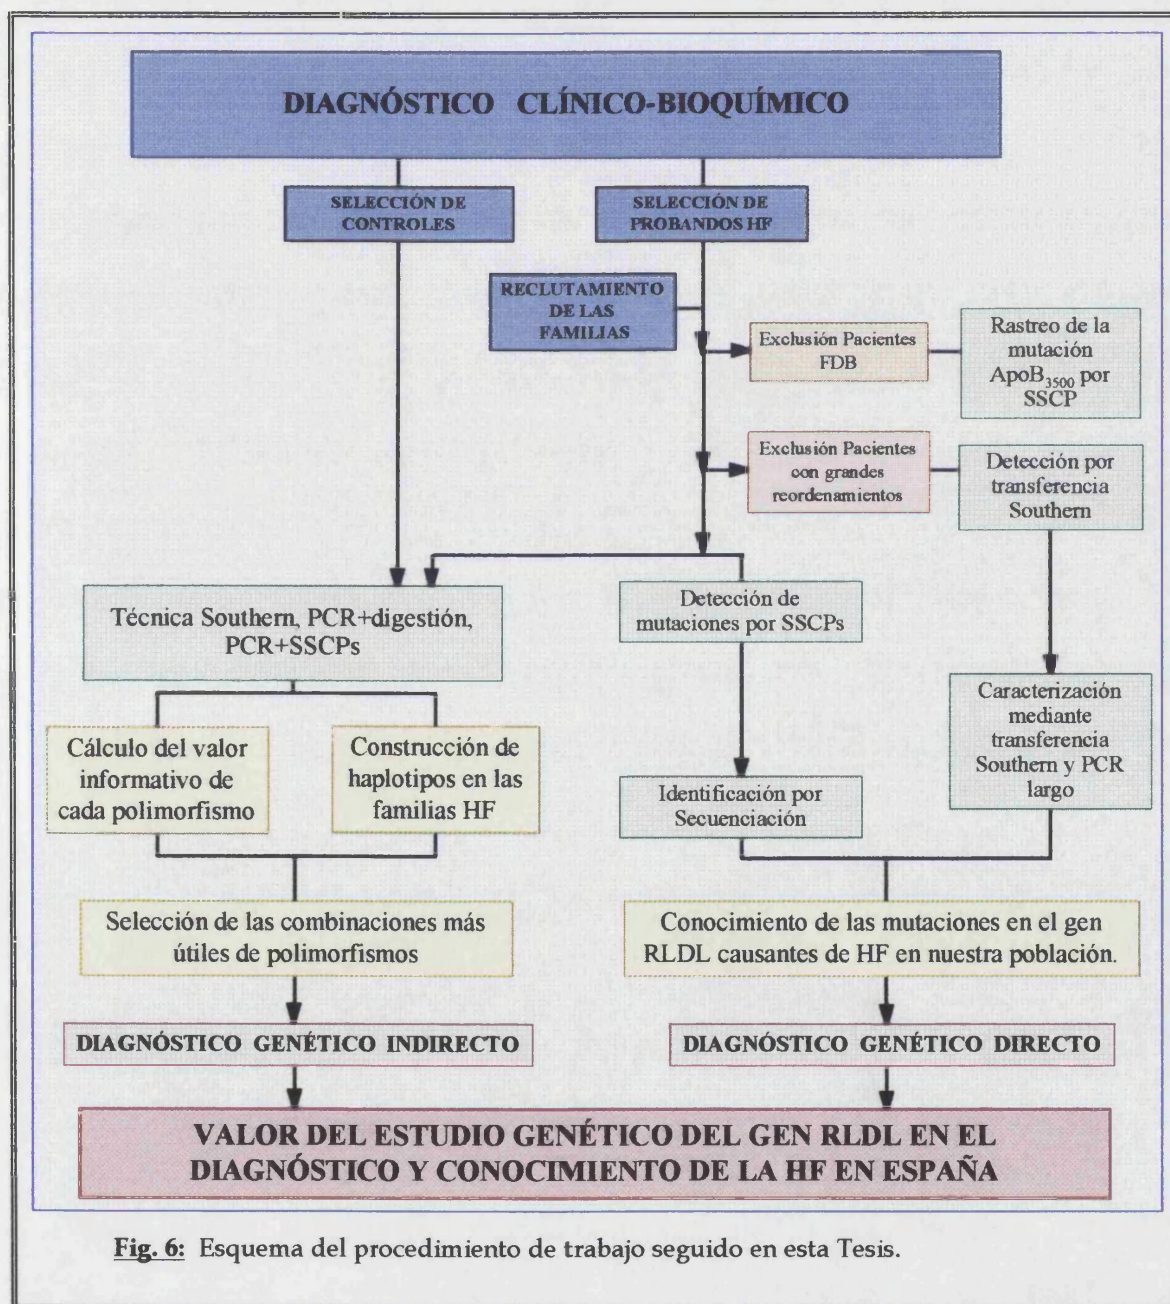 DIAGNÓSTICO CLÍNICO-BIOQUÍMICO
SELECCIÓN DE
CONTROLES
SELECCIÓN DE
PROBANDOS HF
RECLUTAMIENTO
DE LAS
FAMILIAS
Exclusión Pacientes
FDB
Rastreo de la
mutación
ApoB3500 por
SSCP
Exclusión Pacientes
con grandes
reordenamientos
Detección por
transferencia
Southern
Técnica Southern, PCR+digestión,
PCR+SSCPs
Detección de
mutaciones por SSCPs
Cálculo del valor
informativo de
cada polimorfismo
Construcción de
haplotipos en las
familias HF
Identificación por
Secuenciación
Caracterización
mediante
transferencia
Southern y PCR
largo
Selección de las combinaciones más
útiles de polimorfismos
Conocimiento de las mutaciones en el gen
RLDL causantes de HF en nuestra población.
DIAGNÓSTICO GENÉTICO INDIRECTO
DIAGNÓSTICO GENÉTICO DIRECTO
VALOR DEL ESTUDIO GENÉTICO DEL GEN RLDL EN EL
DIAGNÓSTICO Y CONOCIMIENTO DE LA HF EN ESPAÑA
Fig. 6: Esquema del procedimiento de trabajo seguido en esta Tesis.